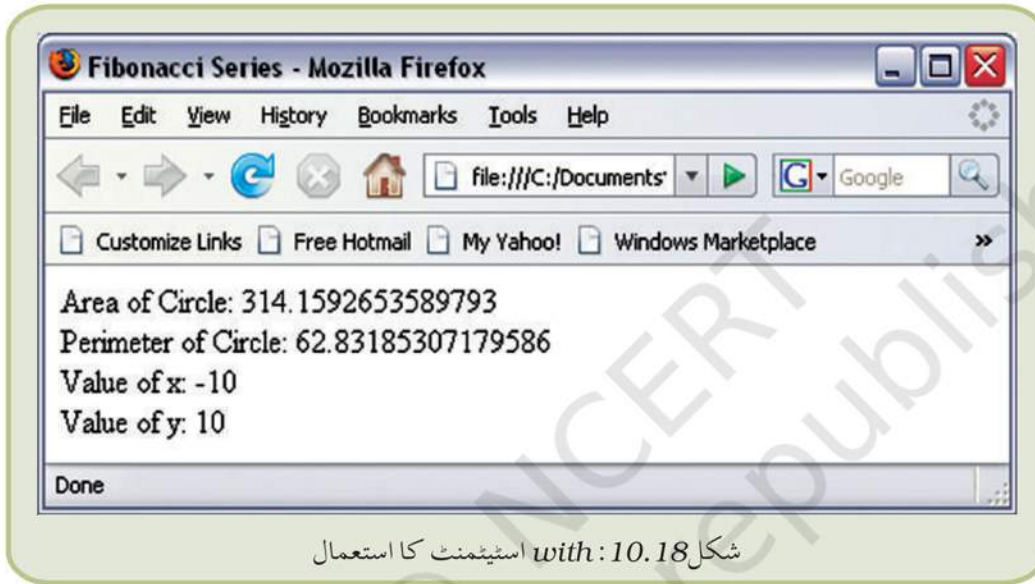 Fibonacci Series - Mozilla Firefox
File Edit View History Bookmarks Tools Help
file:///C:/Documents' G Google
Customize Links Free Hotmail My Yahoo! Windows Marketplace »
Area of Circle: 314.1592653589793
Perimeter of Circle: 62.83185307179586
Value of x: -10
Value of y: 10
Done
شکل 10.18: with اسٹیٹمنٹ کا استعمال
NCERT
republish